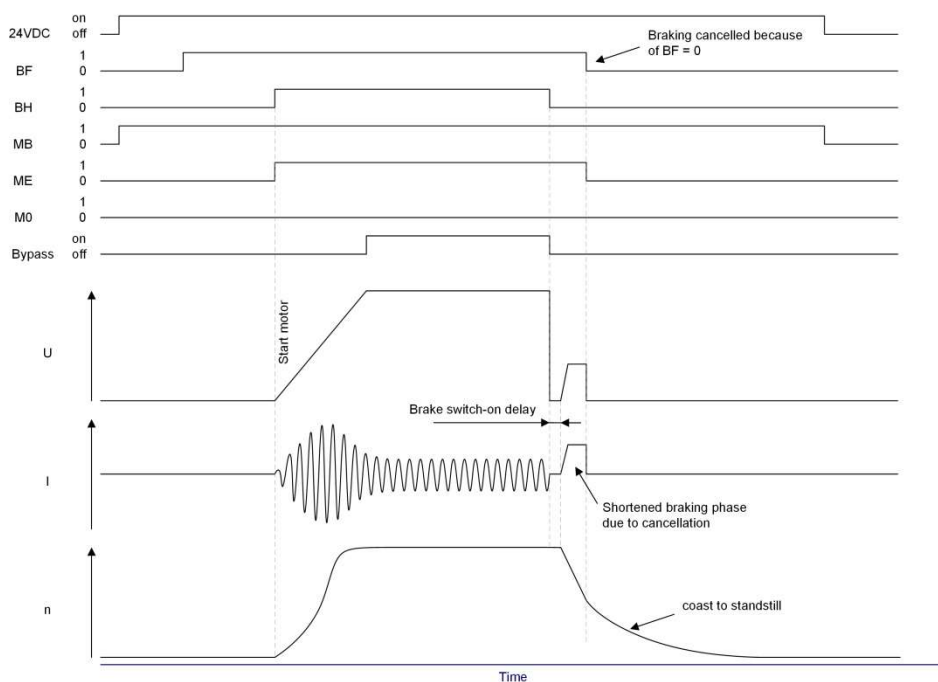 on
24VDC off
Braking cancelled because
of BF = 0
1
BF 0
1
BH 0
1
MB 0
1
ME 0
1
M0 0
on
Bypass off
Start motor
U
Brake switch-on delay
I
Shortened braking phase
due to cancellation
n
coast to standstill
Time